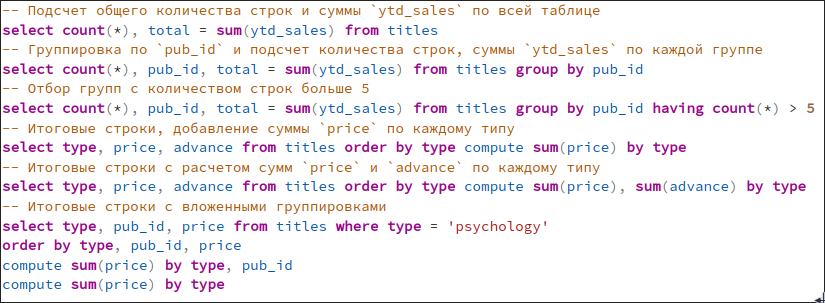 -- Подсчет общего количества строк и суммы `ytd_sales` по всей таблице
select count(*), total = sum(ytd_sales) from titles
-- Группировка по `pub_id` и подсчет количества строк, суммы `ytd_sales` по каждой группе
select count(*), pub_id, total = sum(ytd_sales) from titles group by pub_id
-- Отбор групп с количеством строк больше 5
select count(*), pub_id, total = sum(ytd_sales) from titles group by pub_id having count(*) > 5
-- Итоговые строки, добавление суммы `price` по каждому типу
select type, price, advance from titles order by type compute sum(price) by type
-- Итоговые строки с расчетом сумм `price` и `advance` по каждому типу
select type, price, advance from titles order by type compute sum(price), sum(advance) by type
-- Итоговые строки с вложенными группировками
select type, pub_id, price from titles where type = 'psychology'
order by type, pub_id, price
compute sum(price) by type, pub_id
compute sum(price) by type